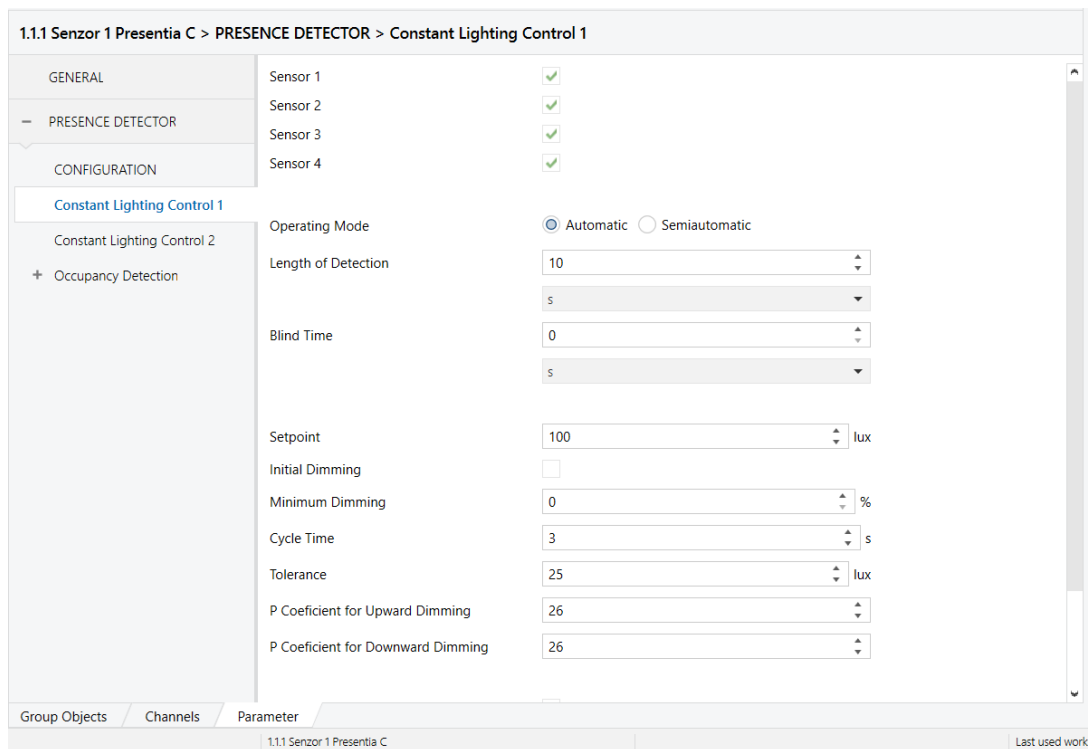 1.1.1 Senzor 1 Presentia C > PRESENCE DETECTOR > Constant Lighting Control 1
GENERAL
PRESENCE DETECTOR
CONFIGURATION
Constant Lighting Control 1
Constant Lighting Control 2
Occupancy Detection
Sensor 1
Sensor 2
Sensor 3
Sensor 4
Operating Mode Automatic Semiautomatic
Length of Detection 10
s
Blind Time 0
s
Setpoint 100 lux
Initial Dimming
Minimum Dimming 0 %
Cycle Time 3 s
Tolerance 25 lux
P Coeficient for Upward Dimming 26
P Coeficient for Downward Dimming 26
Group Objects Channels Parameter
1.1.1 Senzor 1 Presentia C Last used work